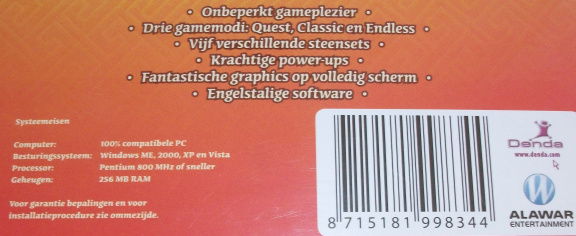 • Onbeperkt gameplezier •
• Drie gamemodi: Quest, Classic en Endless •
• Vijf verschillende steensets •
• Krachtige power-ups •
• Fantastische graphics op volledig scherm •
• Engelstalige software •
Systeemeisen
Computer: 100% compatibele PC
Besturingssysteem: Windows ME, 2000, XP en Vista
Processor: Pentium 800 MHz of sneller
Geheugen: 256 MB RAM
Voor garantie bepalingen en voor
installatieprocedure zie ommezijde.
8 715181 998344
Denda
www.denda.com
W
ALAWAR
ENTERTAINMENT